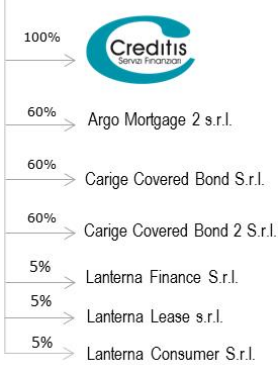 100%
Creditis
Servizi Finanziari
60%
Argo Mortgage 2 s.r.l.
60%
Carige Covered Bond S.r.l.
60%
Carige Covered Bond 2 S.r.l.
5%
Lanterna Finance S.r.l.
5%
Lanterna Lease s.r.l.
5%
Lanterna Consumer S.r.l.